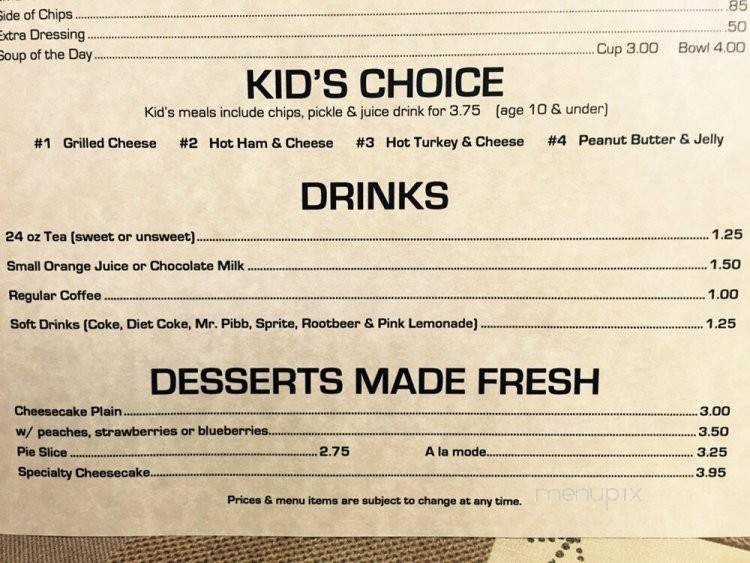 Side of Chips .85
Extra Dressing .50
Soup of the Day Cup 3.00 Bowl 4.00
KID'S CHOICE
Kid's meals include chips, pickle & juice drink for 3.75 (age 10 & under)
#1 Grilled Cheese #2 Hot Ham & Cheese #3 Hot Turkey & Cheese #4 Peanut Butter & Jelly
DRINKS
24 oz Tea (sweet or unsweet) 1.25
Small Orange Juice or Chocolate Milk 1.50
Regular Coffee 1.00
Soft Drinks (Coke, Diet Coke, Mr. Pibb, Sprite, Rootbeer & Pink Lemonade) 1.25
DESSERTS MADE FRESH
Cheesecake Plain 3.00
w/ peaches, strawberries or blueberries 3.50
Pie Slice 2.75 A la mode 3.25
Specialty Cheesecake 3.95
Prices & menu items are subject to change at any time.
menupix